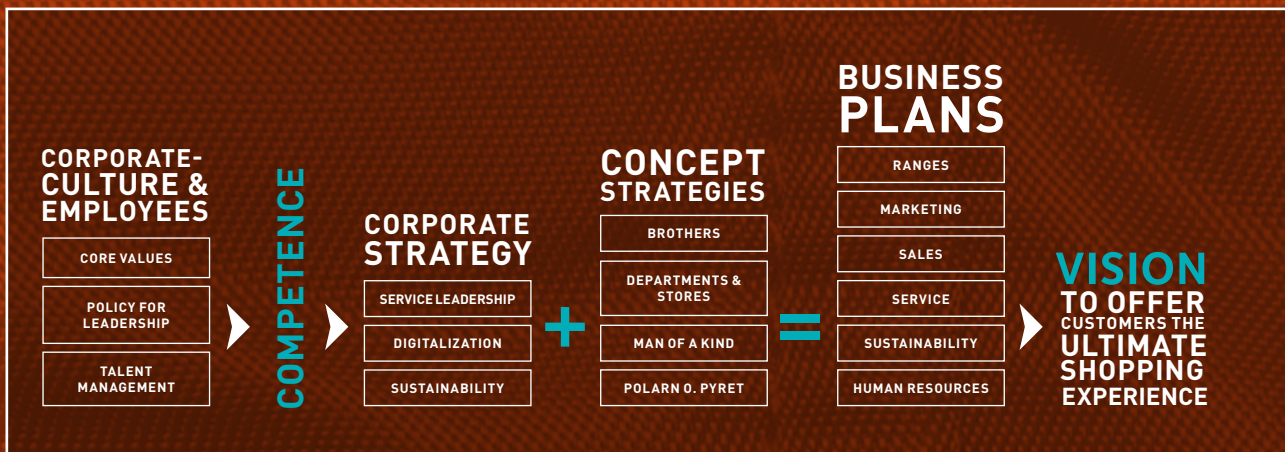 CORPORATE-
CULTURE &
EMPLOYEES
CORE VALUES
POLICY FOR
LEADERSHIP
TALENT
MANAGEMENT
COMPETENCE
CORPORATE
STRATEGY
SERVICE LEADERSHIP
DIGITALIZATION
SUSTAINABILITY
+
CONCEPT
STRATEGIES
BROTHERS
DEPARTMENTS &
STORES
MAN OF A KIND
POLARN O. PYRET
=
BUSINESS
PLANS
RANGES
MARKETING
SALES
SERVICE
SUSTAINABILITY
HUMAN RESOURCES
VISION
TO OFFER
CUSTOMERS THE
ULTIMATE
SHOPPING
EXPERIENCE